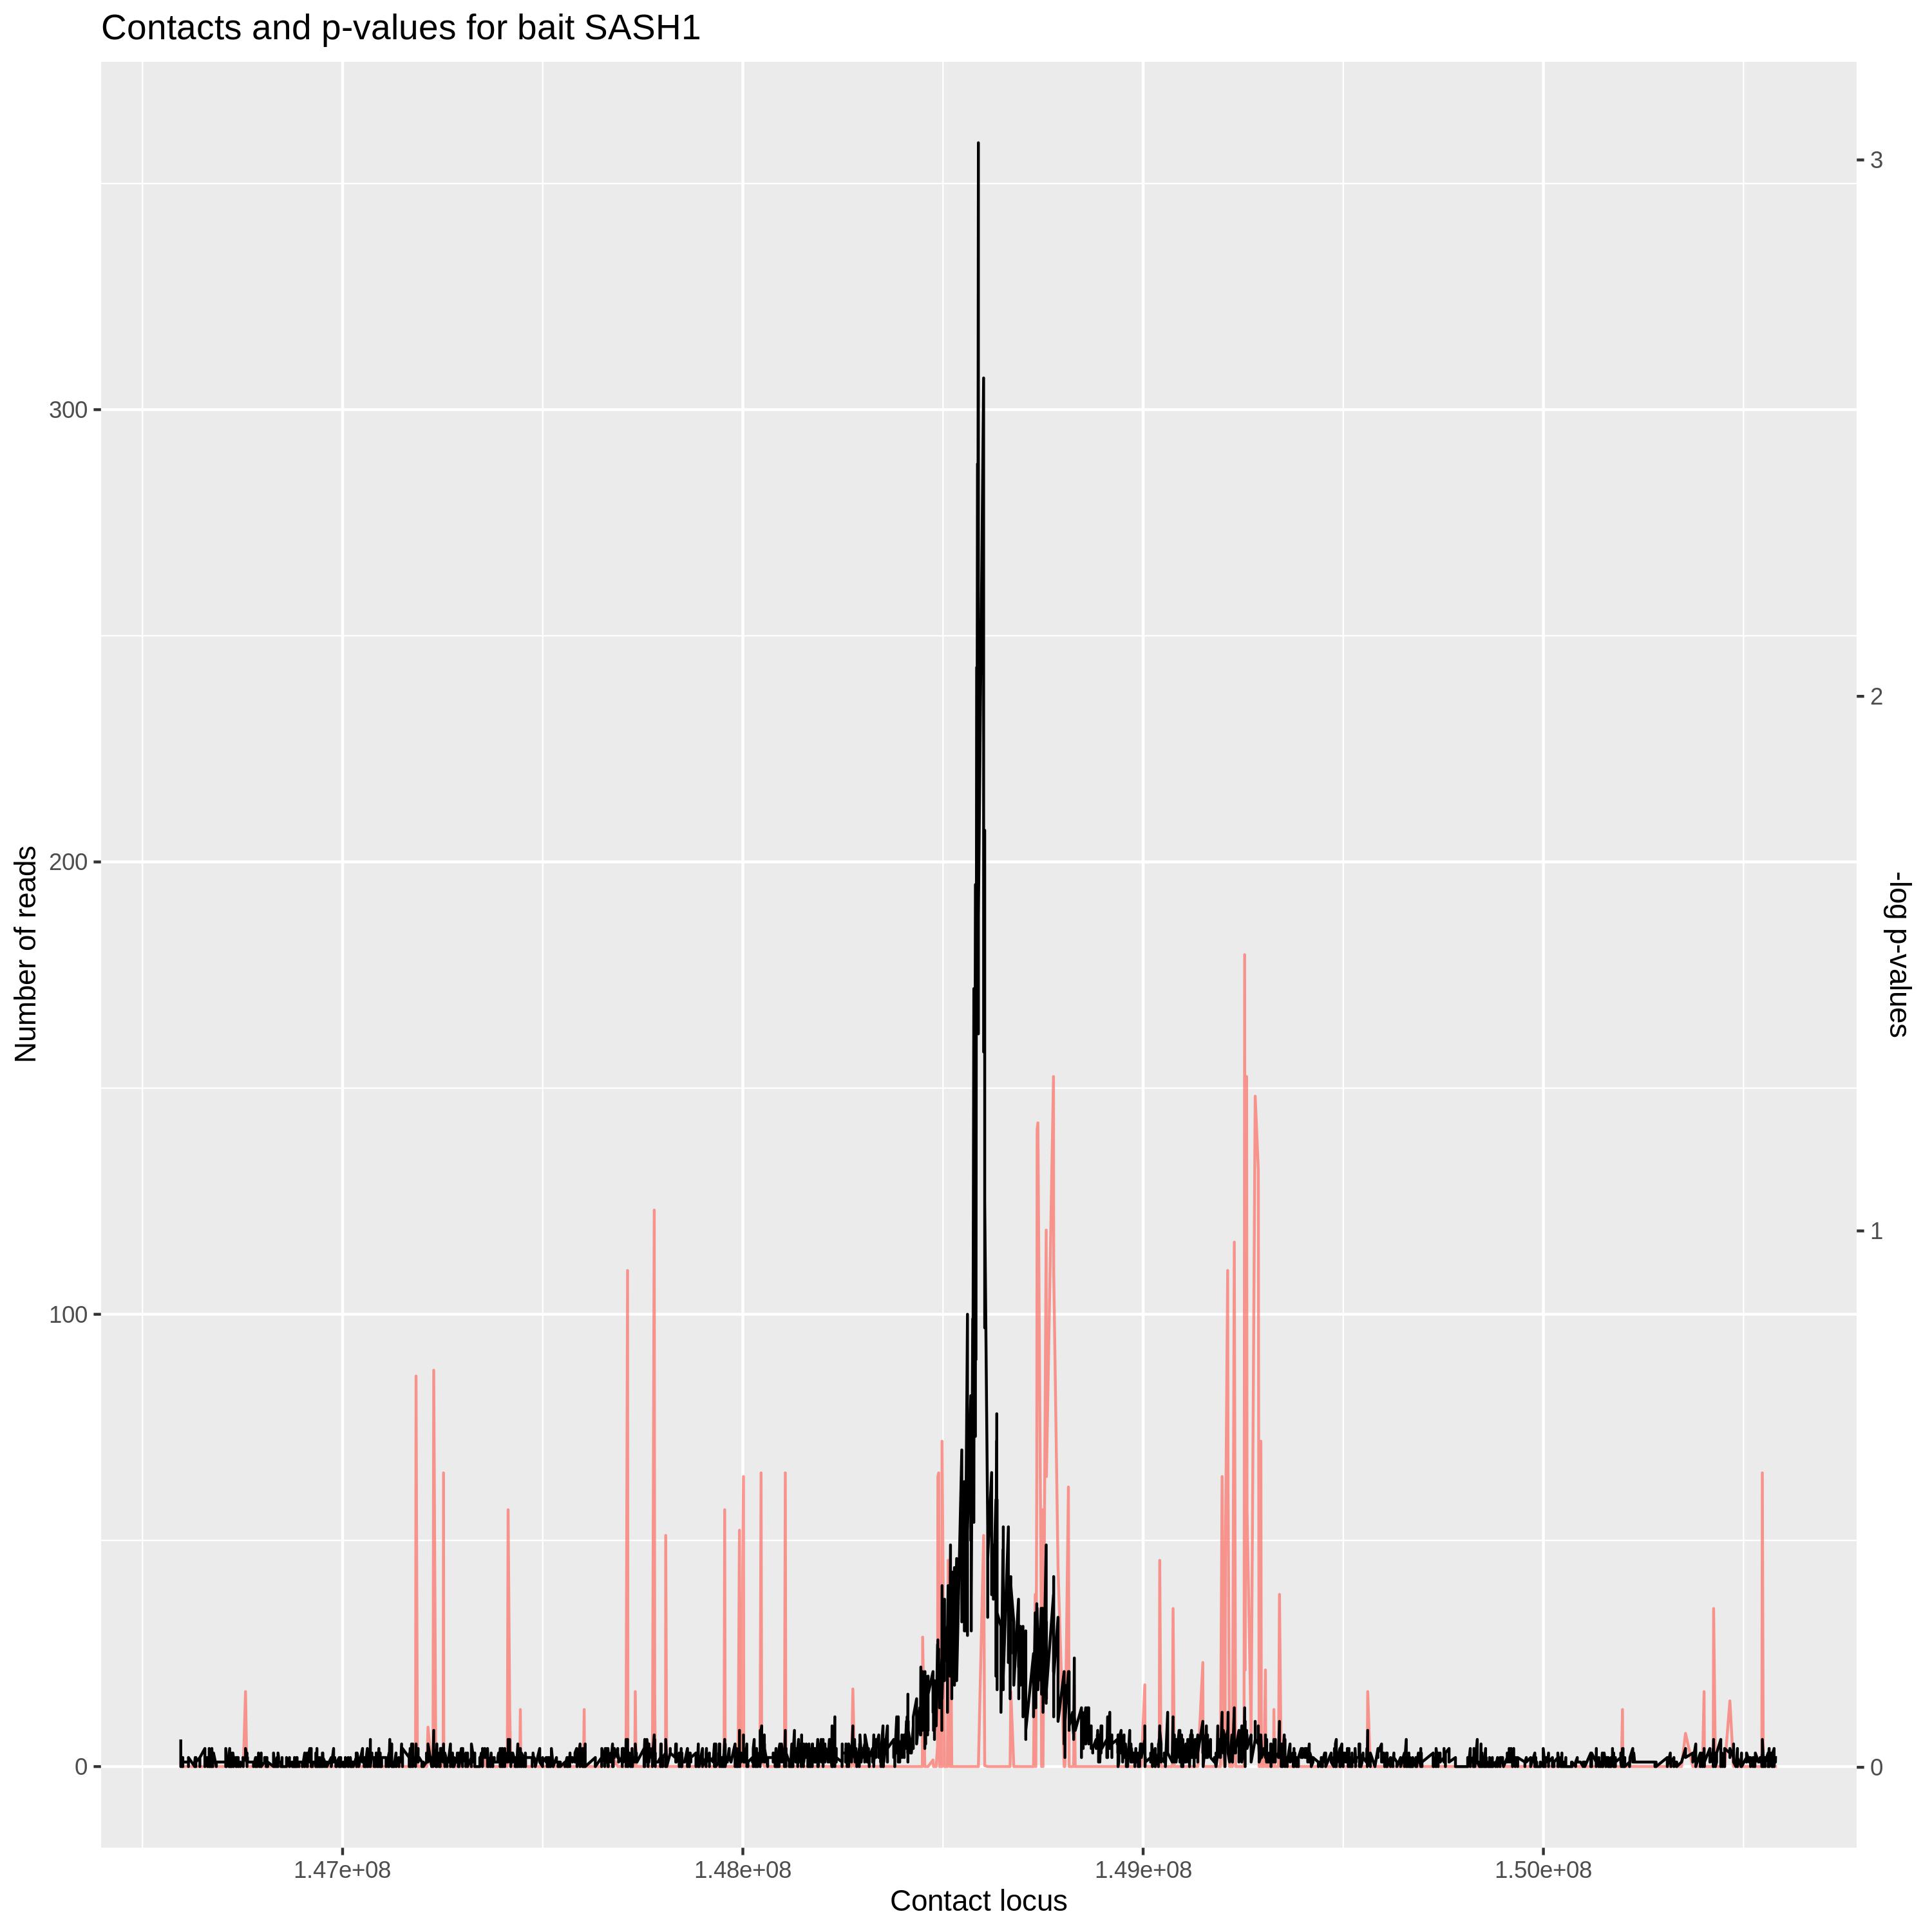 Contacts and p-values for bait SASH1
3
300
2
200
Number of reads
-log p-values
1
100
0
0
1.47e+08
1.48e+08
1.49e+08
1.50e+08
Contact locus